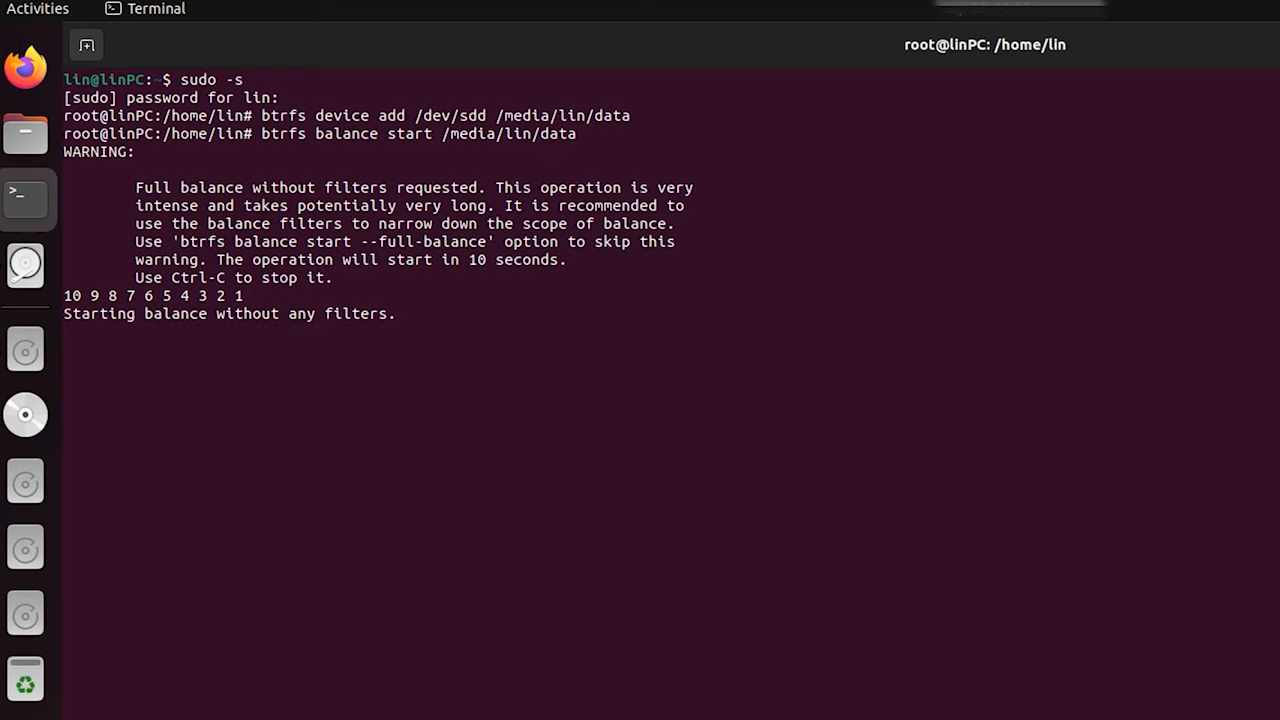 Activities
Terminal
root@linPC: /home/lin
lin@linPC:~$ sudo -s
[sudo] password for lin:
root@linPC:/home/lin# btrfs device add /dev/sdd /media/lin/data
root@linPC:/home/lin# btrfs balance start /media/lin/data
WARNING:
Full balance without filters requested. This operation is very
intense and takes potentially very long. It is recommended to
use the balance filters to narrow down the scope of balance.
Use 'btrfs balance start --full-balance' option to skip this
warning. The operation will start in 10 seconds.
Use Ctrl-C to stop it.
10 9 8 7 6 5 4 3 2 1
Starting balance without any filters.